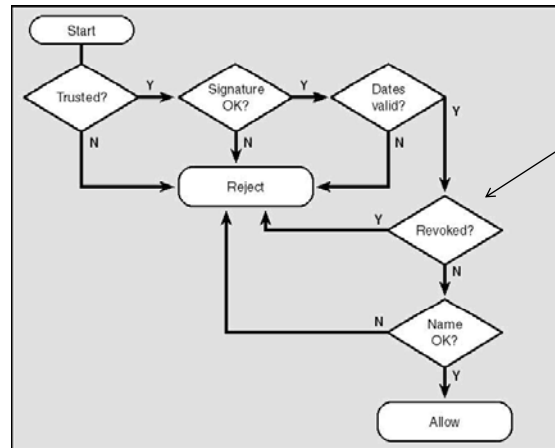 Start
Trusted?
Y
Signature
OK?
Y
Dates
valid?
Y
N
N
N
Reject
Y
Revoked?
N
N
Name
OK?
Y
Allow